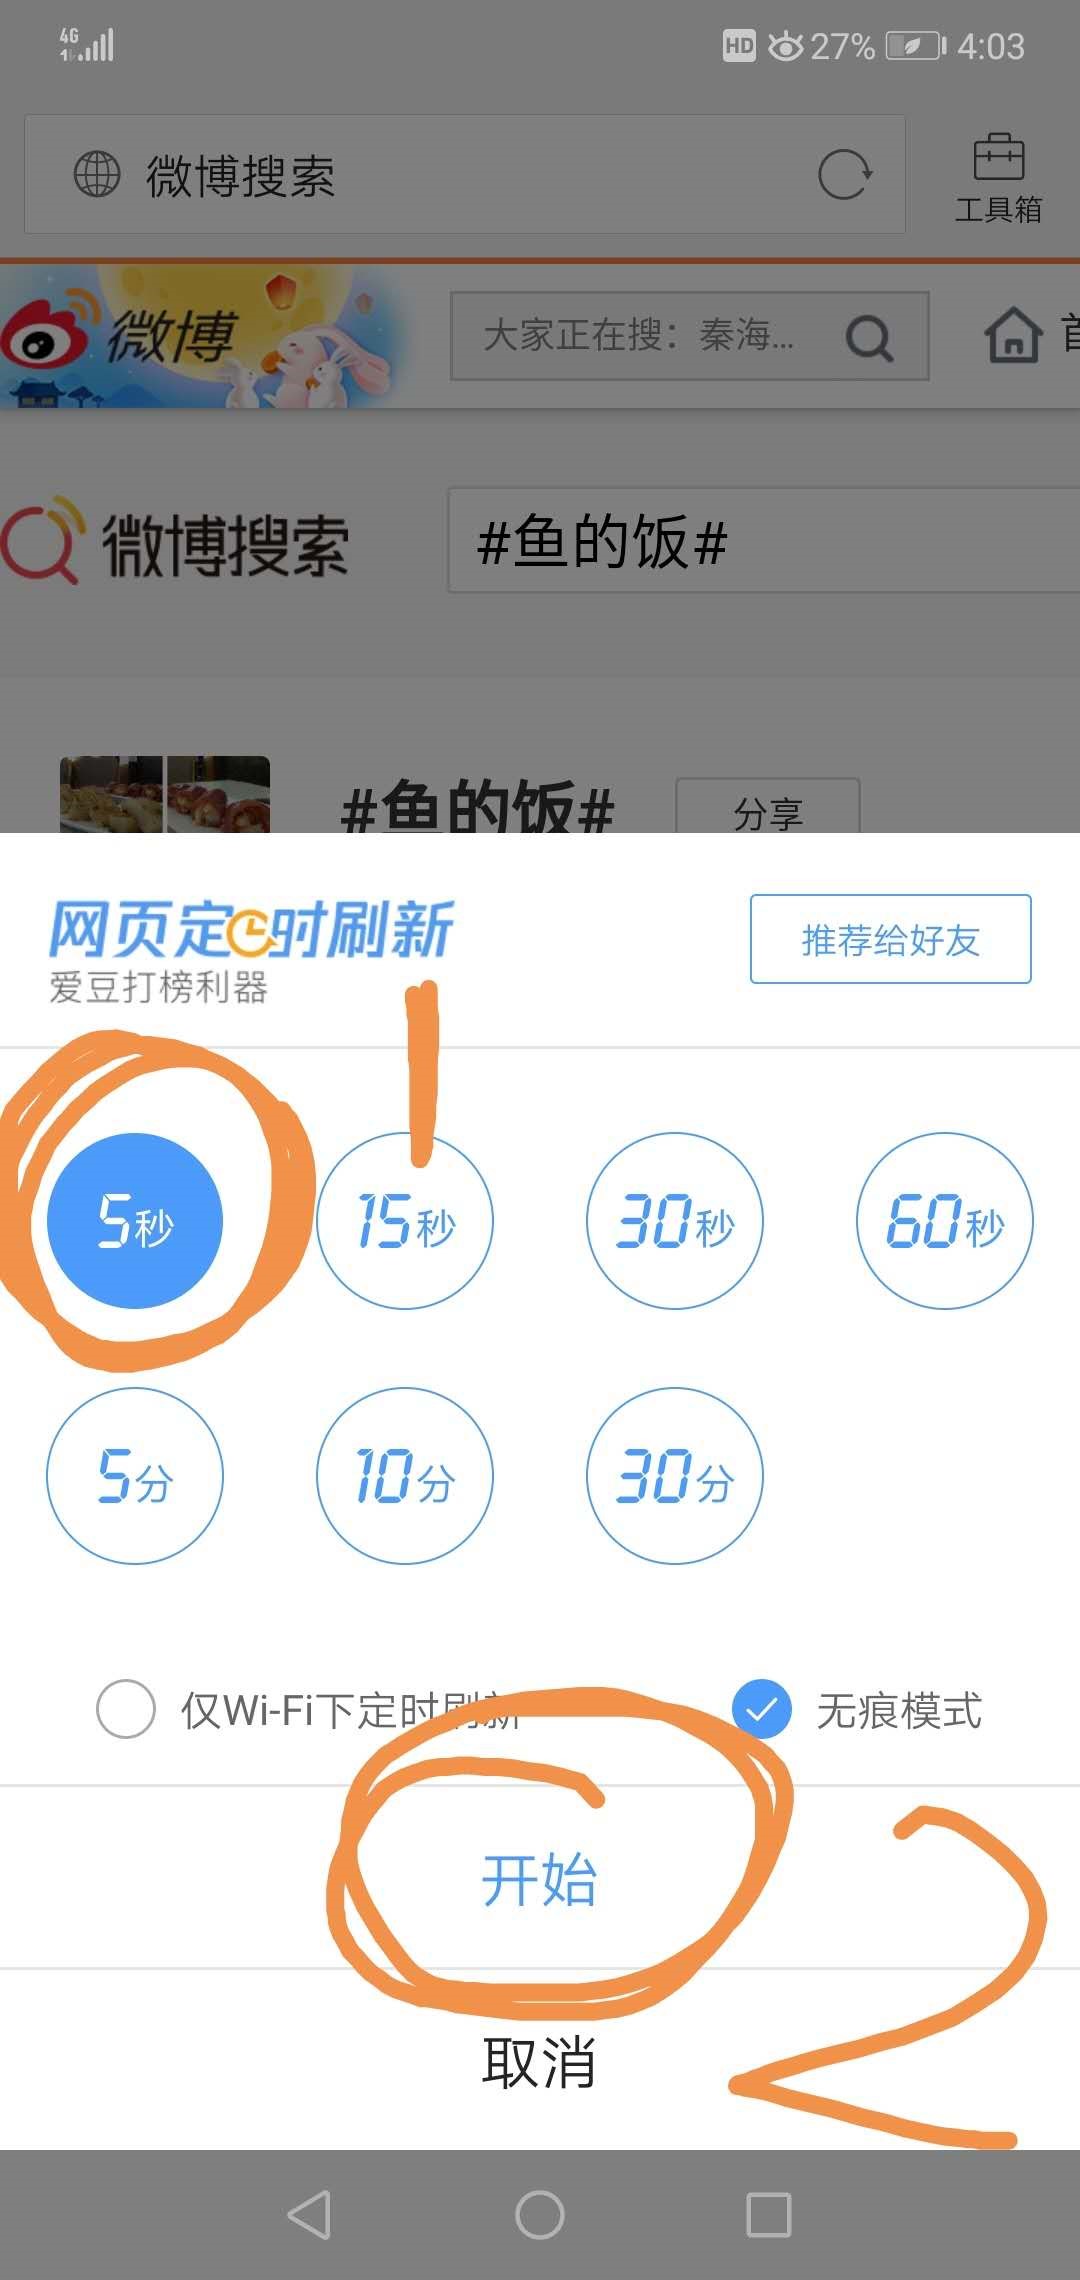 4G
HD 27% 4:03
微博搜索
工具箱
微博 大家正在搜：秦海... 首
微博搜索 #鱼的饭#
#鱼的饭# 分享
网页定时刷新
爱豆打榜利器
推荐给好友
1
5秒 15秒 30秒 60秒
5分 10分 30分
仅Wi-Fi下定时刷新 无痕模式
开始
2
取消